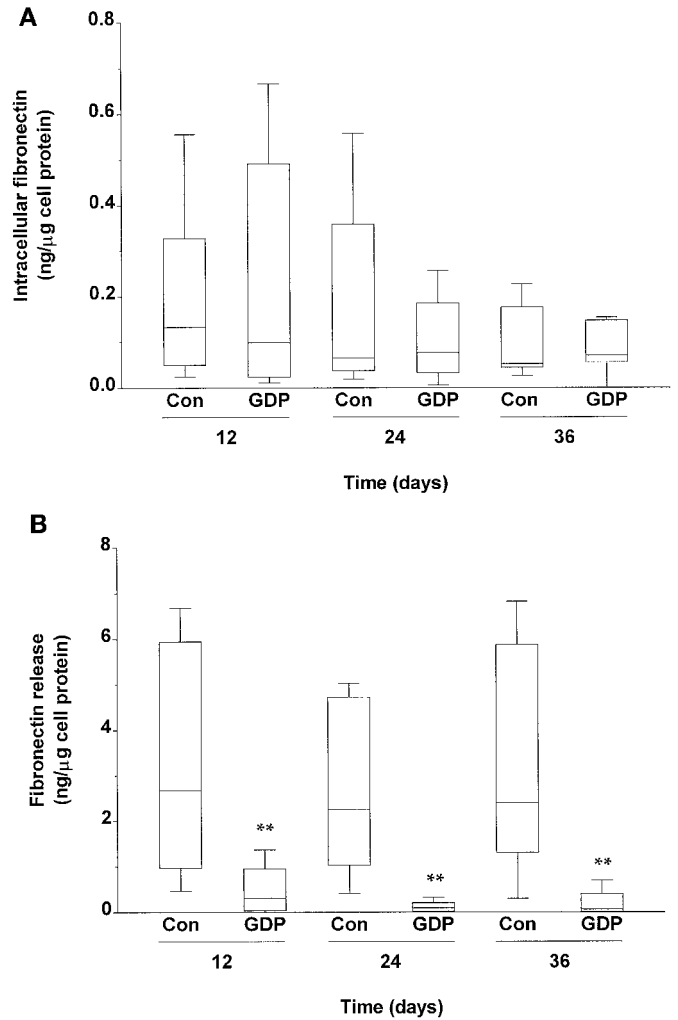 A
Intracellular fibronectin
(ng/µg cell protein)
0.8
0.6
0.4
0.2
0.0
Con GDP Con GDP Con GDP
12 24 36
Time (days)
B
Fibronectin release
(ng/µg cell protein)
8
6
4
2
0
** ** **
Con GDP Con GDP Con GDP
12 24 36
Time (days)